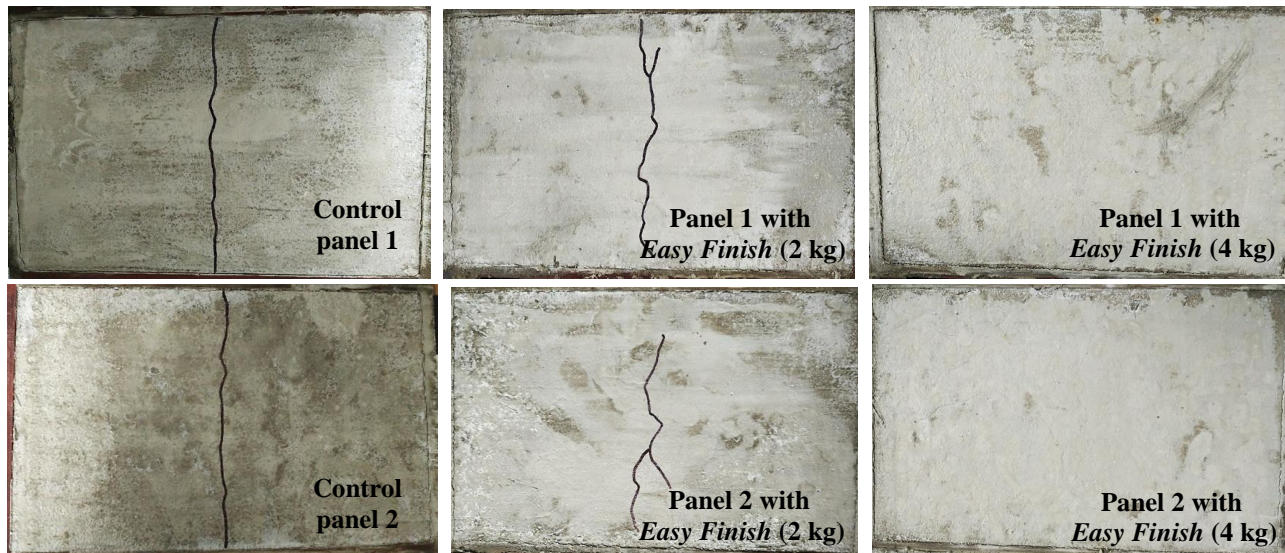 Control
panel 1
Panel 1 with
Easy Finish (2 kg)
Panel 1 with
Easy Finish (4 kg)
Control
panel 2
Panel 2 with
Easy Finish (2 kg)
Panel 2 with
Easy Finish (4 kg)